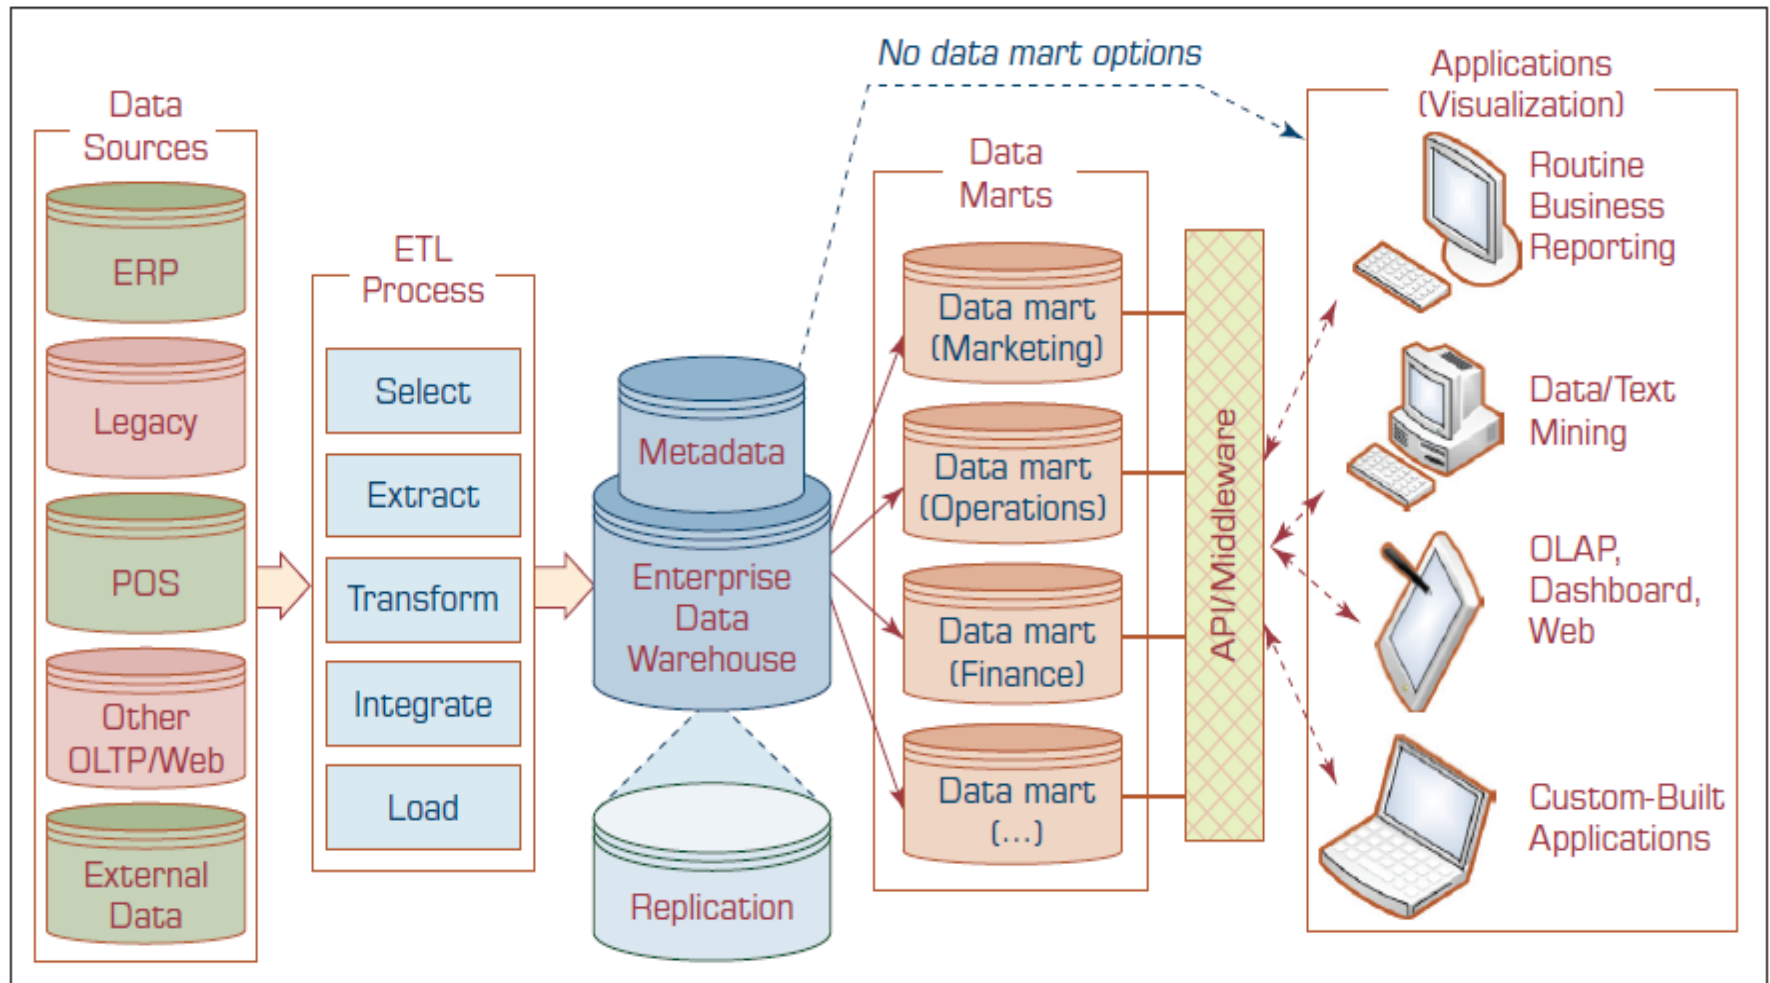 No data mart options
Data
Sources
ERP
Legacy
POS
Other
OLTP/Web
External
Data
ETL
Process
Select
Extract
Transform
Integrate
Load
Metadata
Enterprise
Data
Warehouse
Replication
Data
Marts
Data mart
(Marketing)
Data mart
(Operations)
Data mart
(Finance)
Data mart
(...)
API/Middleware
Applications
(Visualization)
Routine
Business
Reporting
Data/Text
Mining
OLAP,
Dashboard,
Web
Custom-Built
Applications